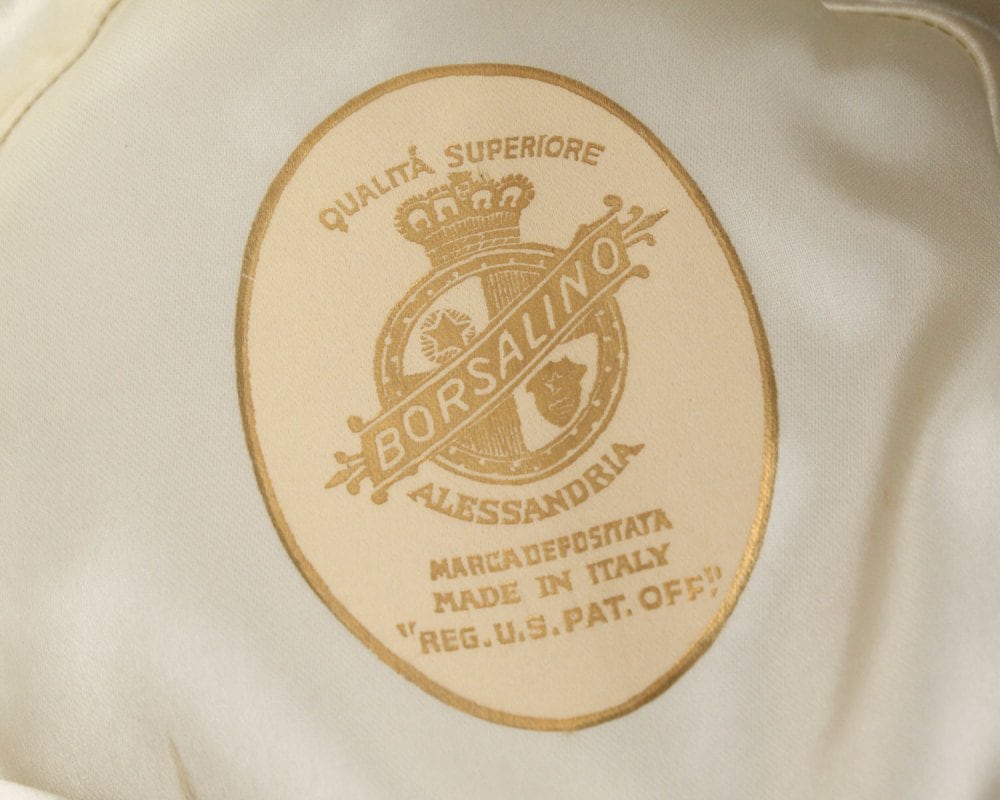 QUALITÀ SUPERIORE
BORSALINO
ALESSANDRIA
MARCA DEPOSITATA
MADE IN ITALY
"REG. U.S. PAT. OFF."